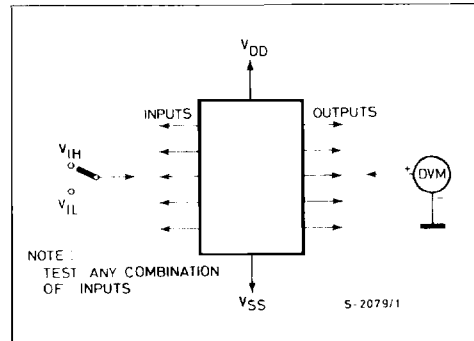 VDD
INPUTS
OUTPUTS
VIH
VIL
+
DVM
NOTE :
TEST ANY COMBINATION
OF INPUTS
VSS
S-2079/1